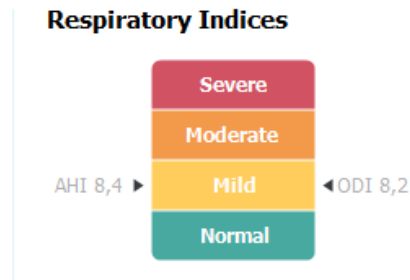 Respiratory Indices
Severe
Moderate
AHI 8,4 Mild ODI 8,2
Normal